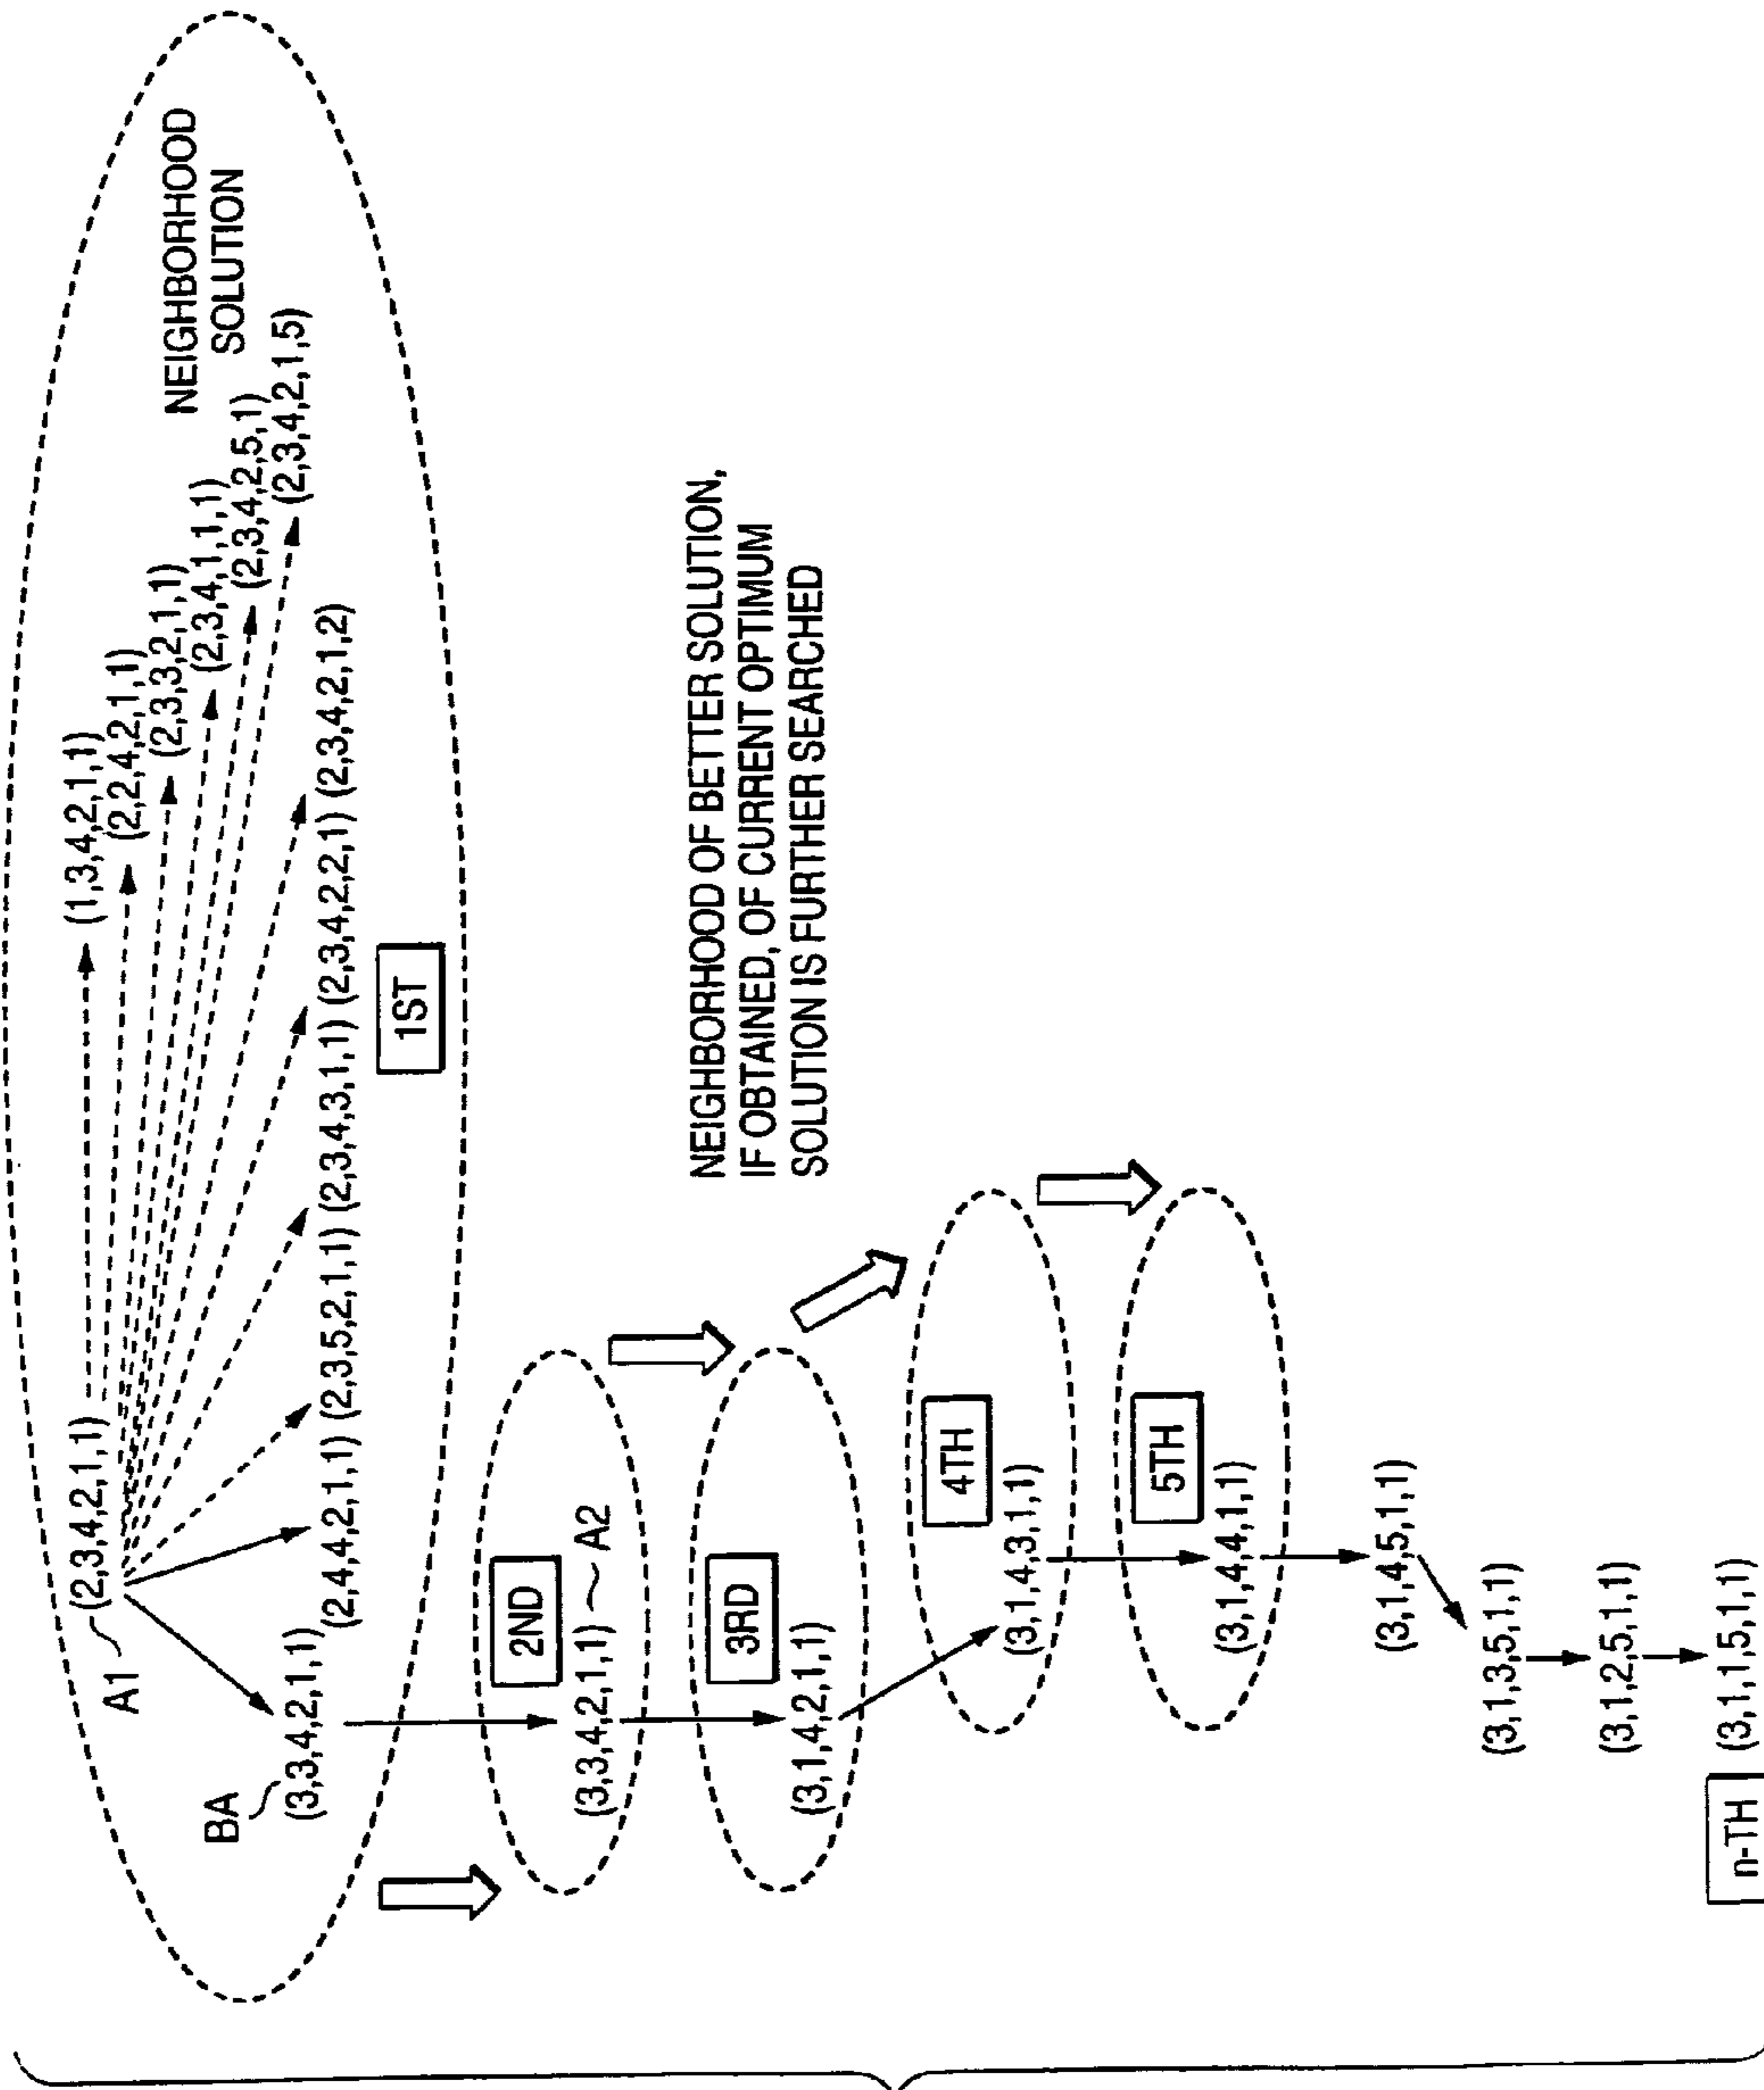 A1
(2,3,4,2,1,1)
(1,3,4,2,1,1)
(2,2,4,2,1,1)
(2,3,3,2,1,1)
(2,3,4,1,1,1)
(2,3,4,2,5,1)
(2,3,4,2,1,5)
NEIGHBORHOOD
SOLUTION
BA
(3,3,4,2,1,1)
(2,4,4,2,1,1) (2,3,5,2,1,1) (2,3,4,3,1,1) (2,3,4,2,2,1) (2,3,4,2,1,2)
1ST
2ND
(3,3,4,2,1,1) A2
3RD
(3,1,4,2,1,1)
NEIGHBORHOOD OF BETTER SOLUTION,
IF OBTAINED, OF CURRENT OPTIMUM
SOLUTION IS FURTHER SEARCHED
4TH
(3,1,4,3,1,1)
5TH
(3,1,4,4,1,1)
(3,1,4,5,1,1)
(3,1,3,5,1,1)
(3,1,2,5,1,1)
n-TH
(3,1,1,5,1,1)